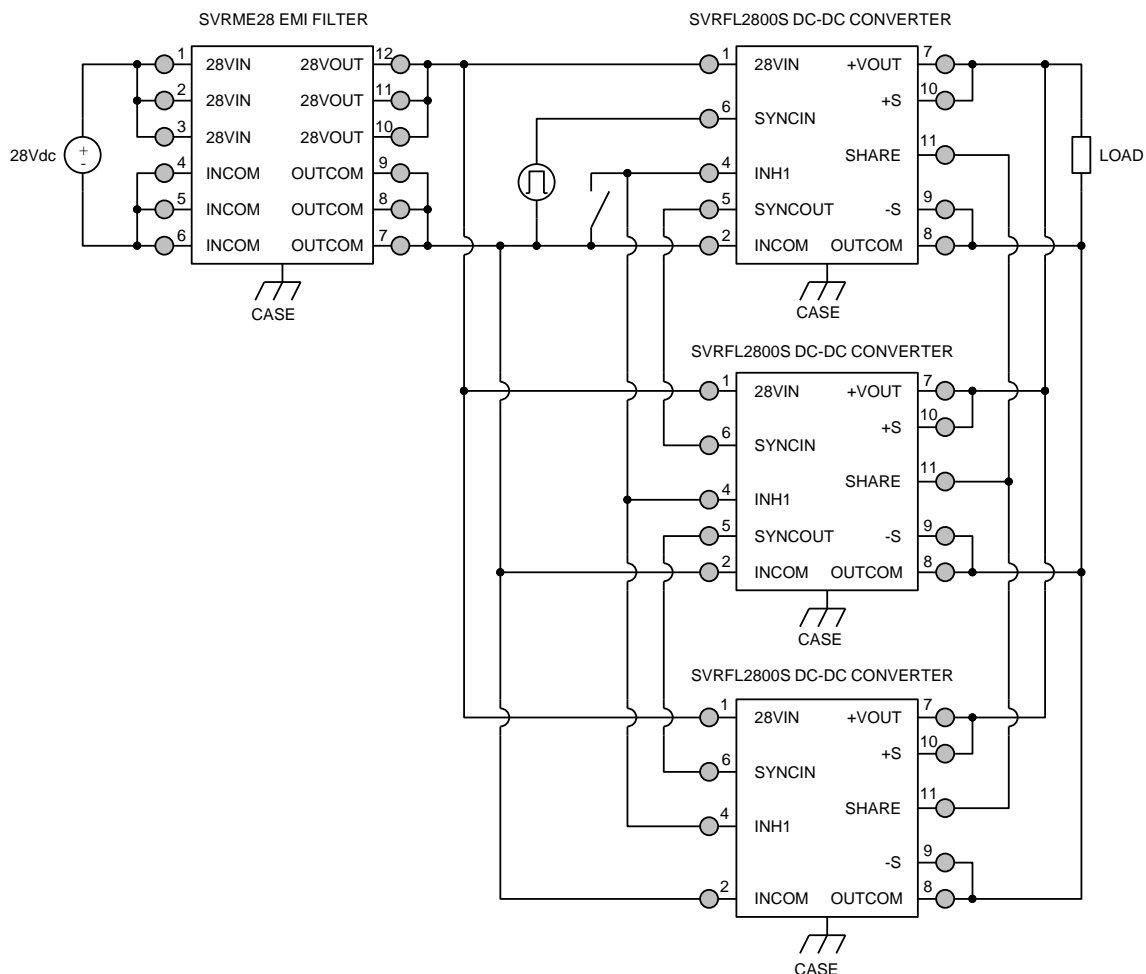 SVRME28 EMI FILTER
1 28VIN 28VOUT 12
2 28VIN 28VOUT 11
3 28VIN 28VOUT 10
4 INCOM OUTCOM 9
5 INCOM OUTCOM 8
6 INCOM OUTCOM 7
28Vdc
+
-
CASE
SVRFL2800S DC-DC CONVERTER
1 28VIN +VOUT 7
+S 10
6 SYNCIN
SHARE 11
4 INH1
5 SYNCOUT -S 9
2 INCOM OUTCOM 8
CASE
LOAD
SVRFL2800S DC-DC CONVERTER
1 28VIN +VOUT 7
+S 10
6 SYNCIN
SHARE 11
4 INH1
5 SYNCOUT -S 9
2 INCOM OUTCOM 8
CASE
SVRFL2800S DC-DC CONVERTER
1 28VIN +VOUT 7
+S 10
6 SYNCIN
SHARE 11
4 INH1
-S 9
2 INCOM OUTCOM 8
CASE